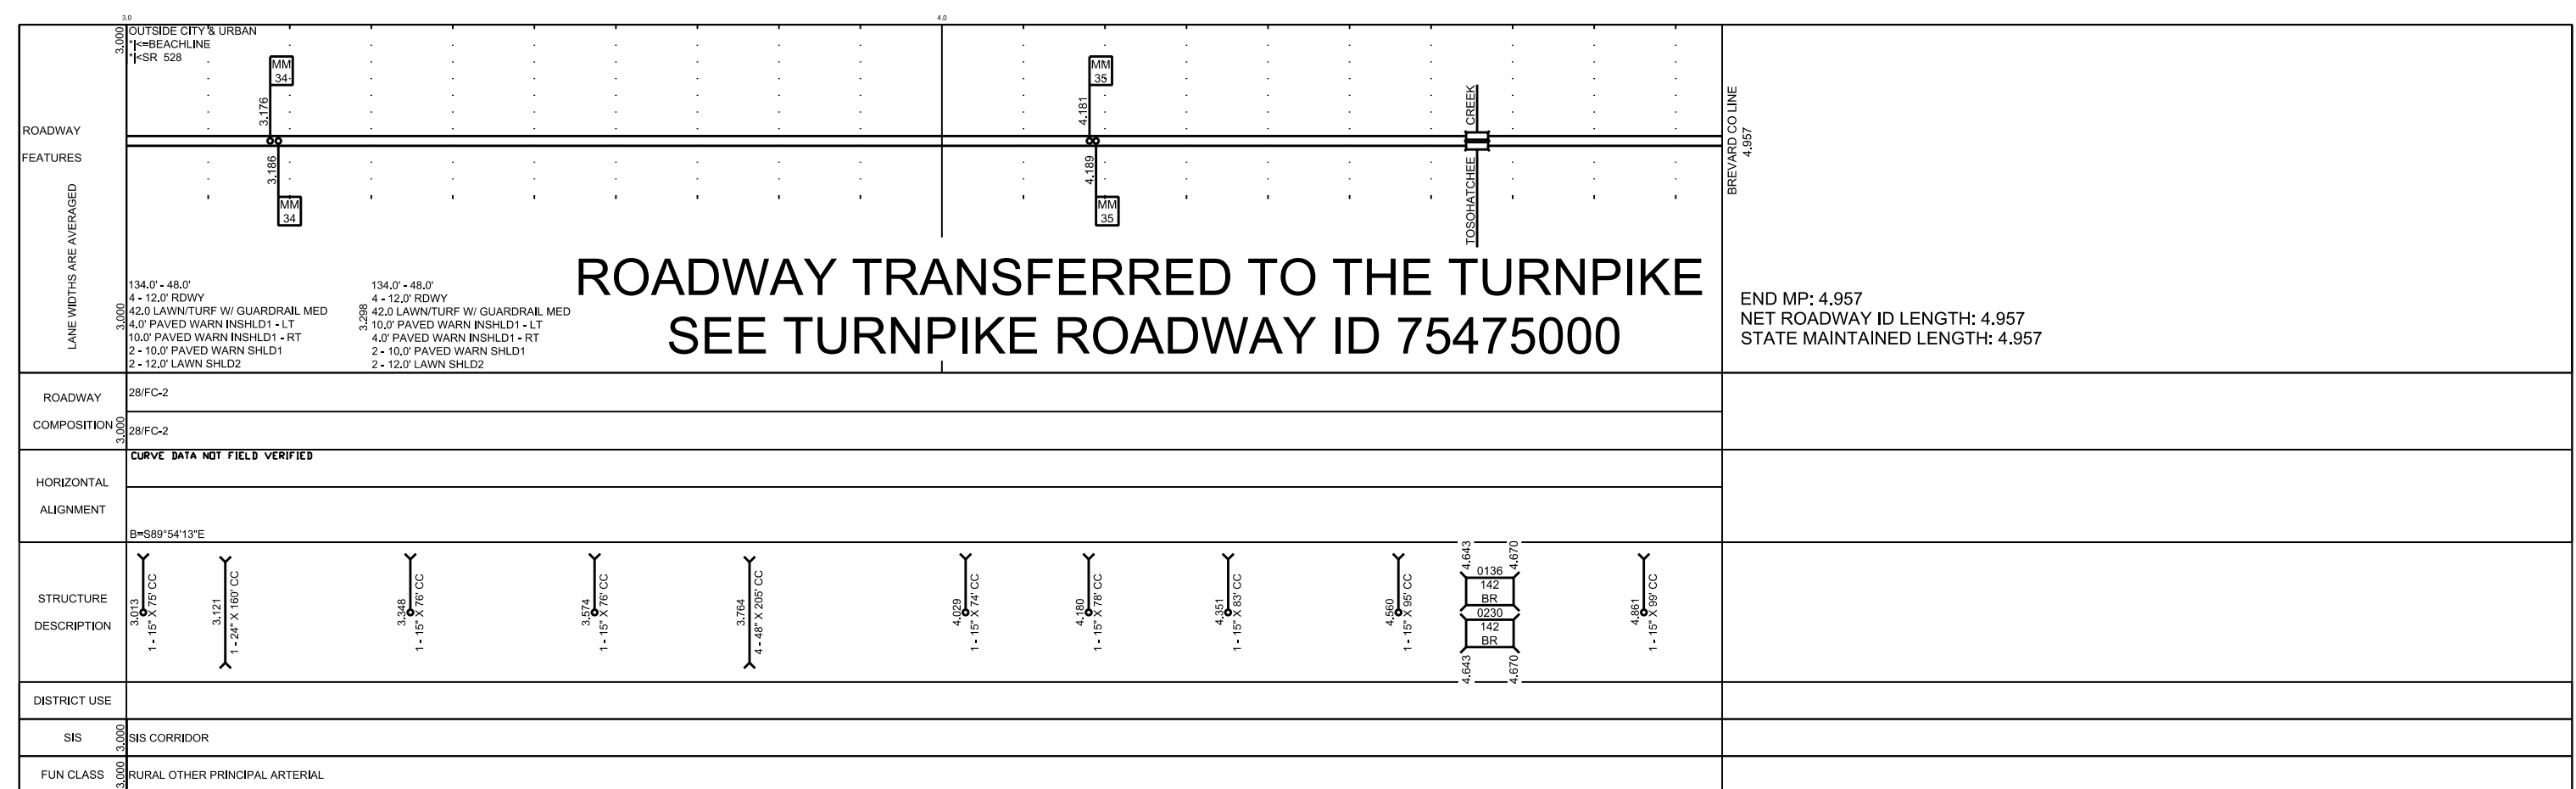 3.0
4.0
3.000
OUTSIDE CITY & URBAN
*|<=BEACHLINE
*|<SR 528
MM
34
3.176
3.186
MM
34
MM
35
4.181
4.189
MM
35
TOSOHATCHEE CREEK
BREVARD CO LINE
4.957
ROADWAY
FEATURES
LANE WIDTHS ARE AVERAGED
3.000
134.0' - 48.0'
4 - 12.0' RDWY
42.0 LAWN/TURF W/ GUARDRAIL MED
4.0' PAVED WARN INSHLD1 - LT
10.0' PAVED WARN INSHLD1 - RT
2 - 10.0' PAVED WARN SHLD1
2 - 12.0' LAWN SHLD2
3.298
134.0' - 48.0'
4 - 12.0' RDWY
42.0 LAWN/TURF W/ GUARDRAIL MED
10.0' PAVED WARN INSHLD1 - LT
4.0' PAVED WARN INSHLD1 - RT
2 - 10.0' PAVED WARN SHLD1
2 - 12.0' LAWN SHLD2
ROADWAY TRANSFERRED TO THE TURNPIKE
SEE TURNPIKE ROADWAY ID 75475000
END MP: 4.957
NET ROADWAY ID LENGTH: 4.957
STATE MAINTAINED LENGTH: 4.957
ROADWAY
COMPOSITION
3.000
28/FC-2
28/FC-2
HORIZONTAL
ALIGNMENT
CURVE DATA NOT FIELD VERIFIED
B=S89°54'13"E
STRUCTURE
DESCRIPTION
3.013
1 - 15" X 75' CC
3.121
1 - 24" X 160' CC
3.348
1 - 15" X 76' CC
3.574
1 - 15" X 76' CC
3.764
4 - 48" X 205' CC
4.029
1 - 15" X 74' CC
4.180
1 - 15" X 78' CC
4.351
1 - 15" X 83' CC
4.560
1 - 15" X 95' CC
4.643
4.670
0136
142
BR
0230
142
BR
4.643
4.670
4.861
1 - 15" X 99' CC
DISTRICT USE
SIS
3.000
SIS CORRIDOR
FUN CLASS
3.000
RURAL OTHER PRINCIPAL ARTERIAL